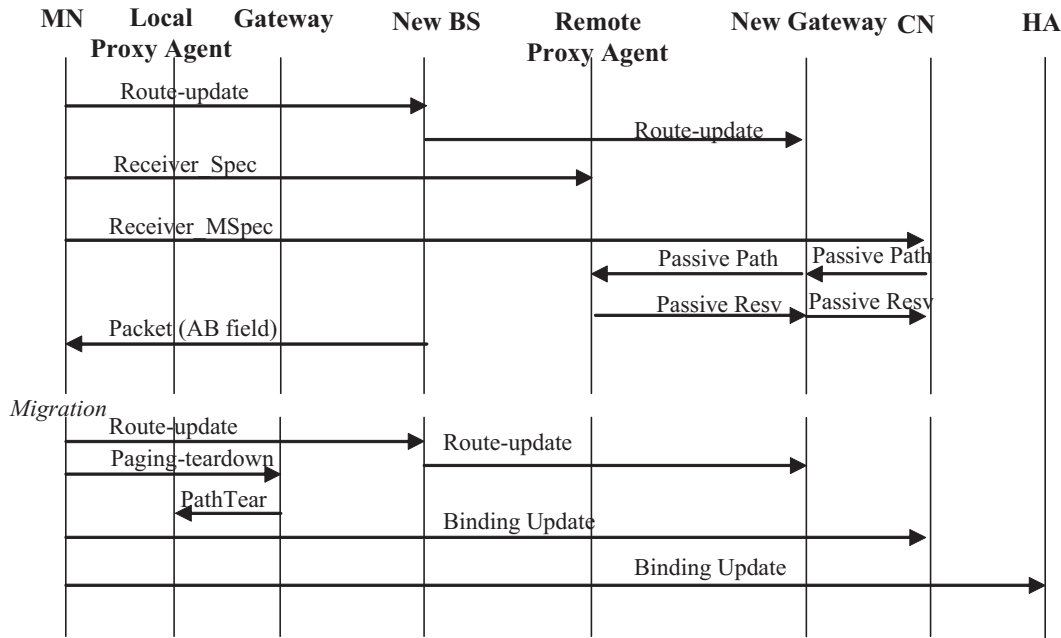 MN Local Proxy Agent Gateway New BS Remote Proxy Agent New Gateway CN HA
Route-update
Route-update
Receiver_Spec
Receiver_MSpec
Passive Path Passive Path
Passive Resv Passive Resv
Packet (AB field)
Migration
Route-update
Route-update
Paging-teardown
PathTear
Binding Update
Binding Update